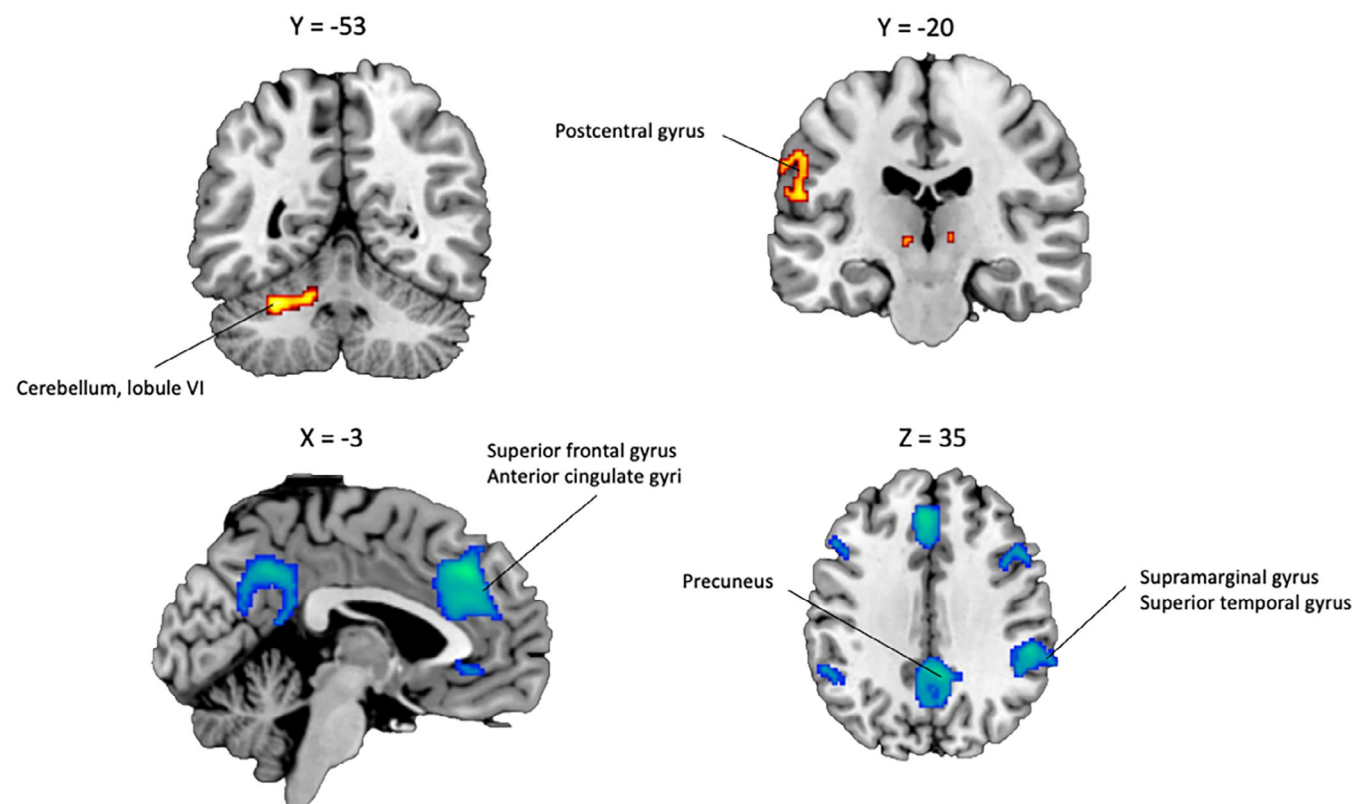 Y = -53
Y = -20
Postcentral gyrus
Cerebellum, lobule VI
X = -3
Z = 35
Superior frontal gyrus
Anterior cingulate gyri
Precuneus
Supramarginal gyrus
Superior temporal gyrus